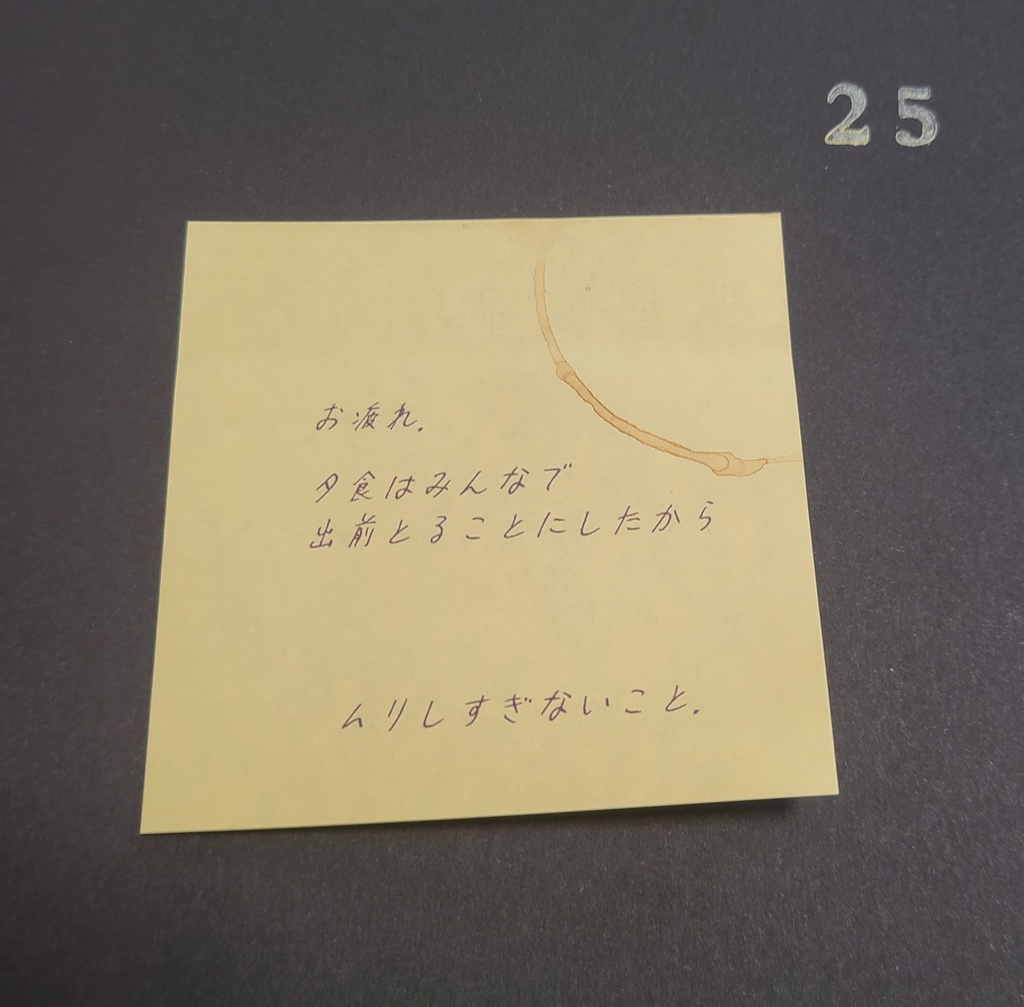 25
お疲れ.
夕食はみんなで
出前とることにしたから
ムリしすぎないこと.